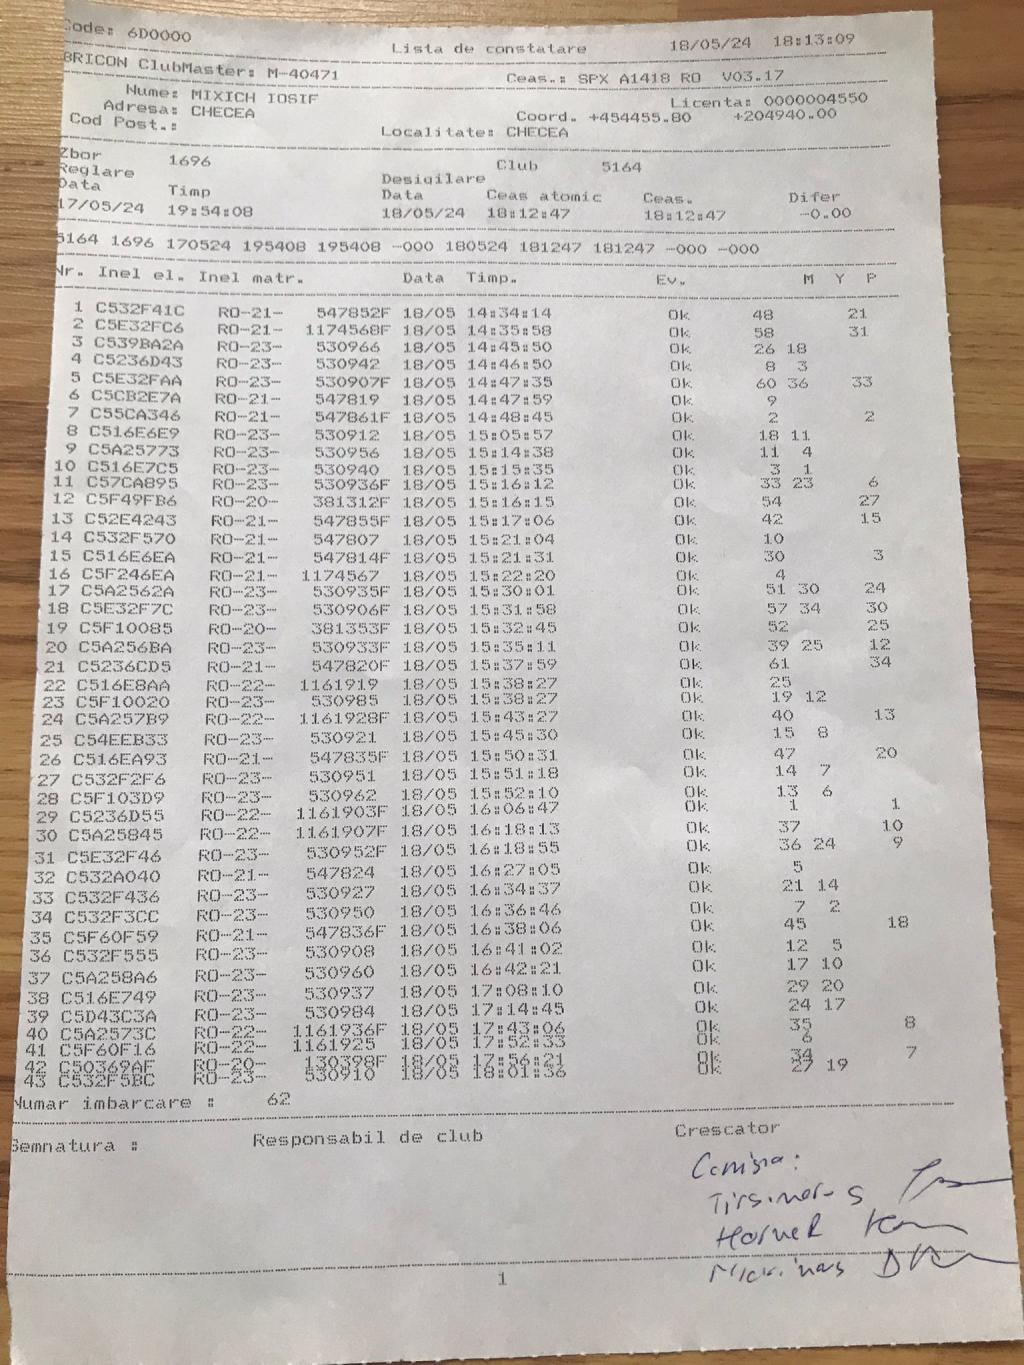 Code: 6D0000 Lista de constatare 18/05/24 18:13:09
BRICON ClubMaster: M-40471 Ceas.: SPX A1418 RO V03.17
Nume: MIXICH IOSIF Licenta: 0000004550
Adresa: CHECEA Coord. +454455.80 +204940.00
Cod Post.: Localitate: CHECEA
Zbor 1696 Club 5164
Reglare Desigilare
Data Timp Data Ceas atomic Ceas. Difer
17/05/24 19:54:08 18/05/24 18:12:47 18:12:47 -0.00
5164 1696 170524 195408 195408 -000 180524 181247 181247 -000 -000
Nr. Inel el. Inel matr. Data Timp. Ev. M Y P
1 C532F41C RO-21- 547852F 18/05 14:34:14 Ok 48 21
2 C5E32FC6 RO-21- 1174568F 18/05 14:35:58 Ok 58 31
3 C539BA2A RO-23- 530966 18/05 14:45:50 Ok 26 18
4 C5236D43 RO-23- 530942 18/05 14:46:50 Ok 8 3
5 C5E32FAA RO-23- 530907F 18/05 14:47:35 Ok 60 36 33
6 C5CB2E7A RO-21- 547819 18/05 14:47:59 Ok 9
7 C55CA346 RO-21- 547861F 18/05 14:48:45 Ok 2 2
8 C516E6E9 RO-23- 530912 18/05 15:05:57 Ok 18 11
9 C5A25773 RO-23- 530956 18/05 15:14:38 Ok 11 4
10 C516E7C5 RO-23- 530940 18/05 15:15:35 Ok 3 1
11 C57CA895 RO-23- 530936F 18/05 15:16:12 Ok 33 23 6
12 C5F49FB6 RO-20- 381312F 18/05 15:16:15 Ok 54 27
13 C52E4243 RO-21- 547855F 18/05 15:17:06 Ok 42 15
14 C532F570 RO-21- 547807 18/05 15:21:04 Ok 10
15 C516E6EA RO-21- 547814F 18/05 15:21:31 Ok 30 3
16 C5F246EA RO-21- 1174567 18/05 15:22:20 Ok 4
17 C5A2562A RO-23- 530935F 18/05 15:30:01 Ok 51 30 24
18 C5E32F7C RO-23- 530906F 18/05 15:31:58 Ok 57 34 30
19 C5F10085 RO-20- 381353F 18/05 15:32:45 Ok 52 25
20 C5A256BA RO-23- 530933F 18/05 15:35:11 Ok 39 25 12
21 C5236CD5 RO-21- 547820F 18/05 15:37:59 Ok 61 34
22 C516E8AA RO-22- 1161919 18/05 15:38:27 Ok 25
23 C5F10020 RO-23- 530985 18/05 15:38:27 Ok 19 12
24 C5A257B9 RO-22- 1161928F 18/05 15:43:27 Ok 40 13
25 C54EEB33 RO-23- 530921 18/05 15:45:30 Ok 15 8
26 C516EA93 RO-21- 547835F 18/05 15:50:31 Ok 47 20
27 C532F2F6 RO-23- 530951 18/05 15:51:18 Ok 14 7
28 C5F103D9 RO-23- 530962 18/05 15:52:10 Ok 13 6
29 C5236D55 RO-22- 1161903F 18/05 16:06:47 Ok 1 1
30 C5A25845 RO-22- 1161907F 18/05 16:18:13 Ok 37 10
31 C5E32F46 RO-23- 530952F 18/05 16:18:55 Ok 36 24 9
32 C532A040 RO-21- 547824 18/05 16:27:05 Ok 5
33 C532F436 RO-23- 530927 18/05 16:34:37 Ok 21 14
34 C532F3CC RO-23- 530950 18/05 16:36:46 Ok 7 2
35 C5F60F59 RO-21- 547836F 18/05 16:38:06 Ok 45 18
36 C532F555 RO-23- 530908 18/05 16:41:02 Ok 12 5
37 C5A258A6 RO-23- 530960 18/05 16:42:21 Ok 17 10
38 C516E749 RO-23- 530937 18/05 17:08:10 Ok 29 20
39 C5D43C3A RO-23- 530984 18/05 17:14:45 Ok 24 17
40 C5A2573C RO-22- 1161936F 18/05 17:43:06 Ok 35 8
41 C5F60F16 RO-22- 1161925 18/05 17:52:33 Ok 6
42 C50369AF RO-20- 130398F 18/05 17:56:21 Ok 34 7
43 C532F5BC RO-23- 530910 18/05 18:01:36 Ok 27 19
Numar imbarcare : 62
Semnatura : Responsabil de club Crescator
Horner
1